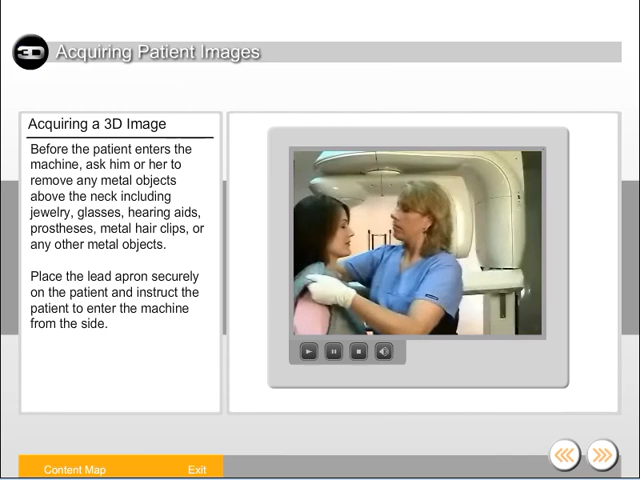 3D
Acquiring Patient Images
Acquiring a 3D Image
Before the patient enters the
machine, ask him or her to
remove any metal objects
above the neck including
jewelry, glasses, hearing aids,
prostheses, metal hair clips, or
any other metal objects.
Place the lead apron securely
on the patient and instruct the
patient to enter the machine
from the side.
Content Map
Exit